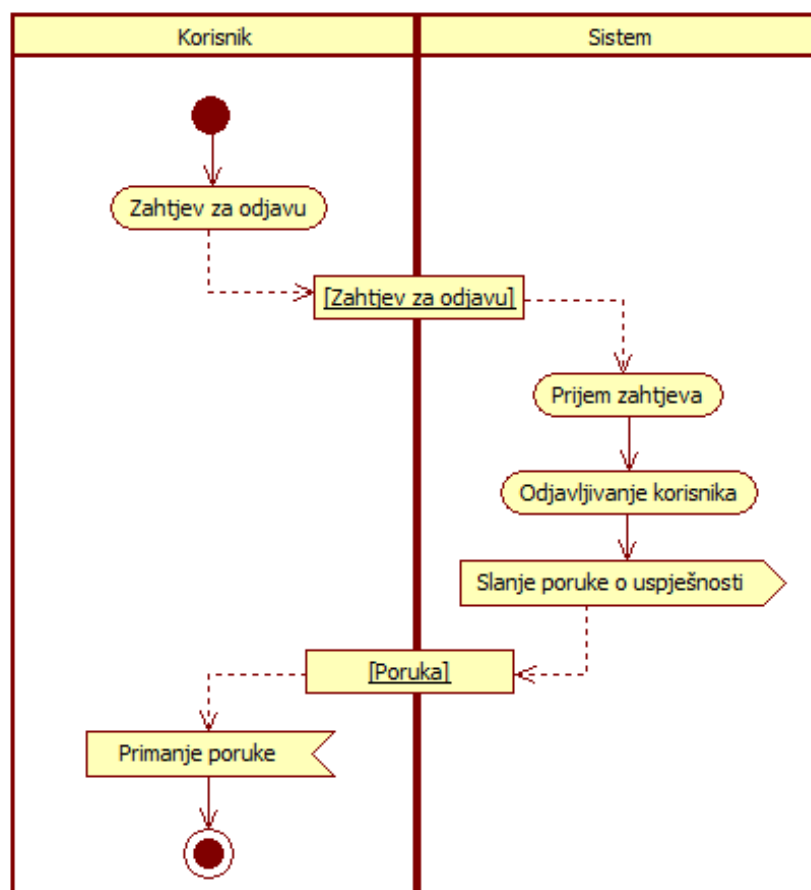 Korisnik
Sistem
Zahtjev za odjavu
[Zahtjev za odjavu]
Prijem zahtjeva
Odjavljivanje korisnika
Slanje poruke o uspješnosti
[Poruka]
Primanje poruke